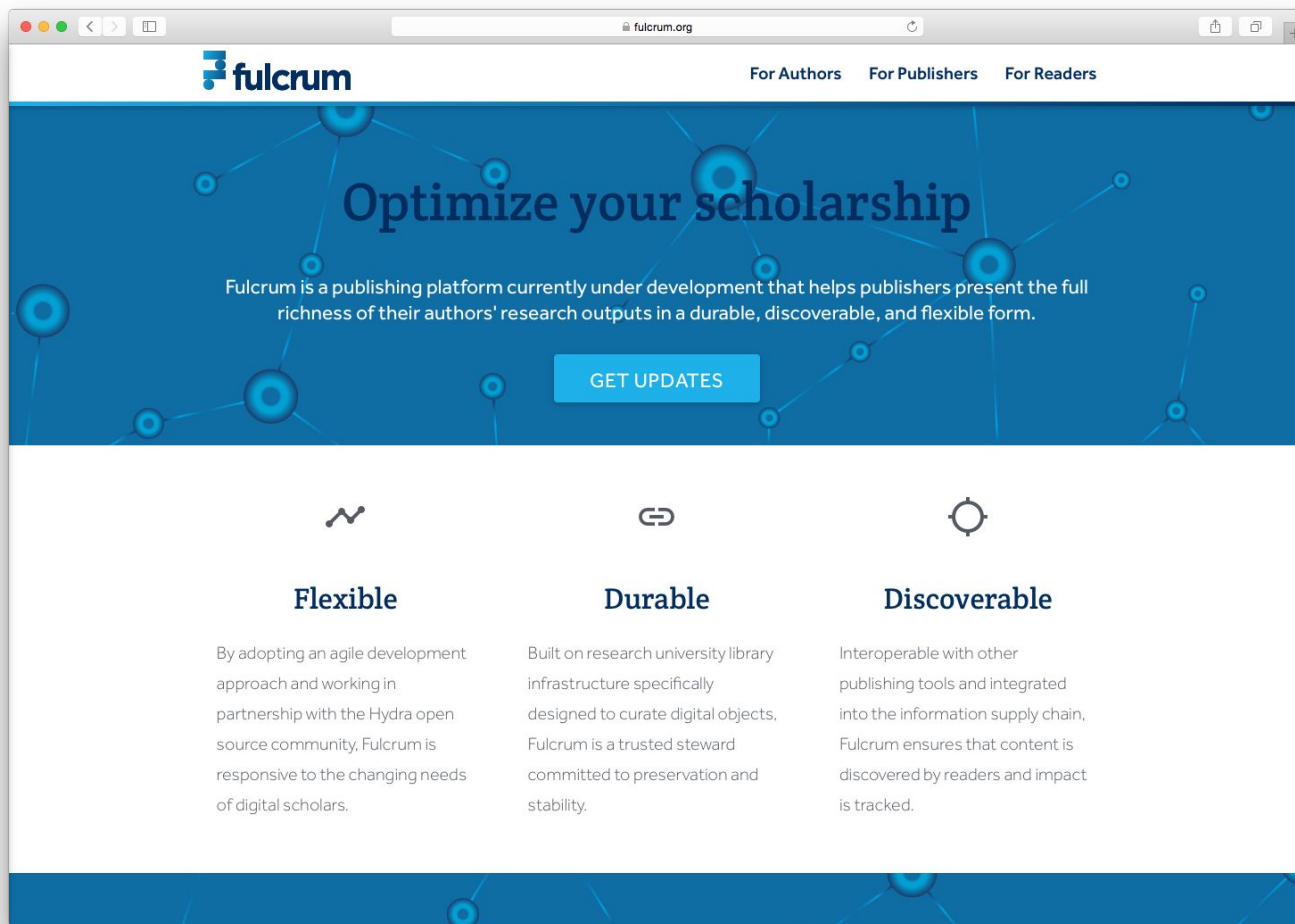 fulcrum.org
fulcrum
For Authors For Publishers For Readers
Optimize your scholarship
Fulcrum is a publishing platform currently under development that helps publishers present the full
richness of their authors' research outputs in a durable, discoverable, and flexible form.
GET UPDATES
Flexible
By adopting an agile development
approach and working in
partnership with the Hydra open
source community, Fulcrum is
responsive to the changing needs
of digital scholars.
Durable
Built on research university library
infrastructure specifically
designed to curate digital objects,
Fulcrum is a trusted steward
committed to preservation and
stability.
Discoverable
Interoperable with other
publishing tools and integrated
into the information supply chain,
Fulcrum ensures that content is
discovered by readers and impact
is tracked.